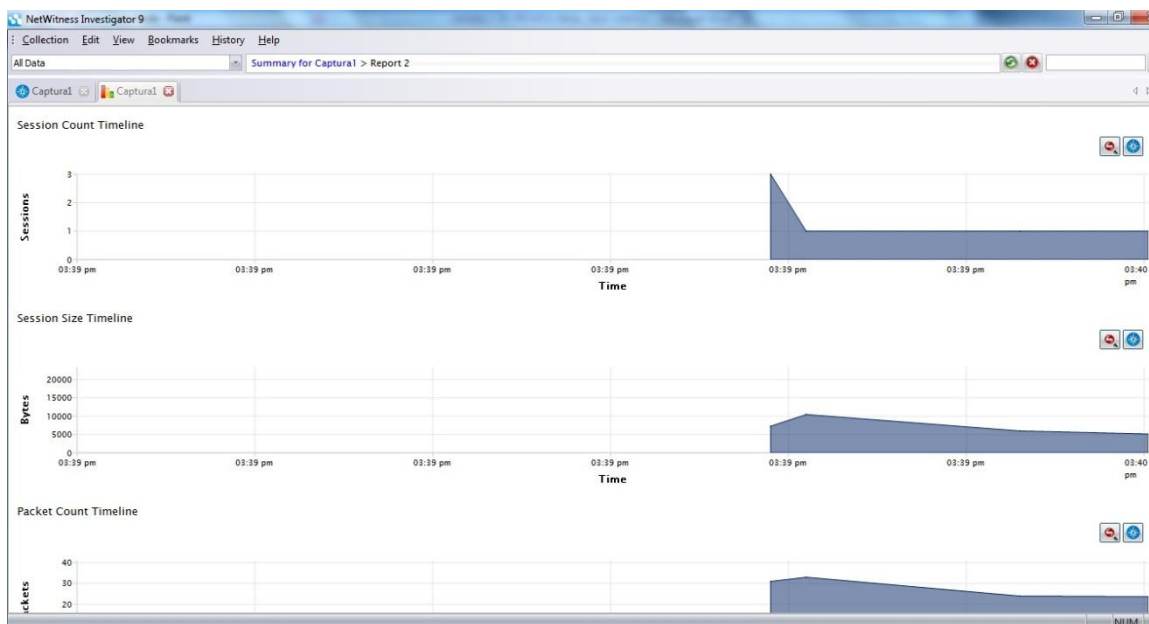 NetWitness Investigator 9
Collection Edit View Bookmarks History Help
All Data Summary for Captura1 > Report 2
Captura1 Captura1
Session Count Timeline
3
2
1
0
Sessions
03:39 pm 03:39 pm 03:39 pm 03:39 pm 03:39 pm 03:39 pm 03:40 pm
Time
Session Size Timeline
20000
15000
10000
5000
0
Bytes
03:39 pm 03:39 pm 03:39 pm 03:39 pm 03:39 pm 03:39 pm 03:40 pm
Time
Packet Count Timeline
40
30
20
ckets
NUM